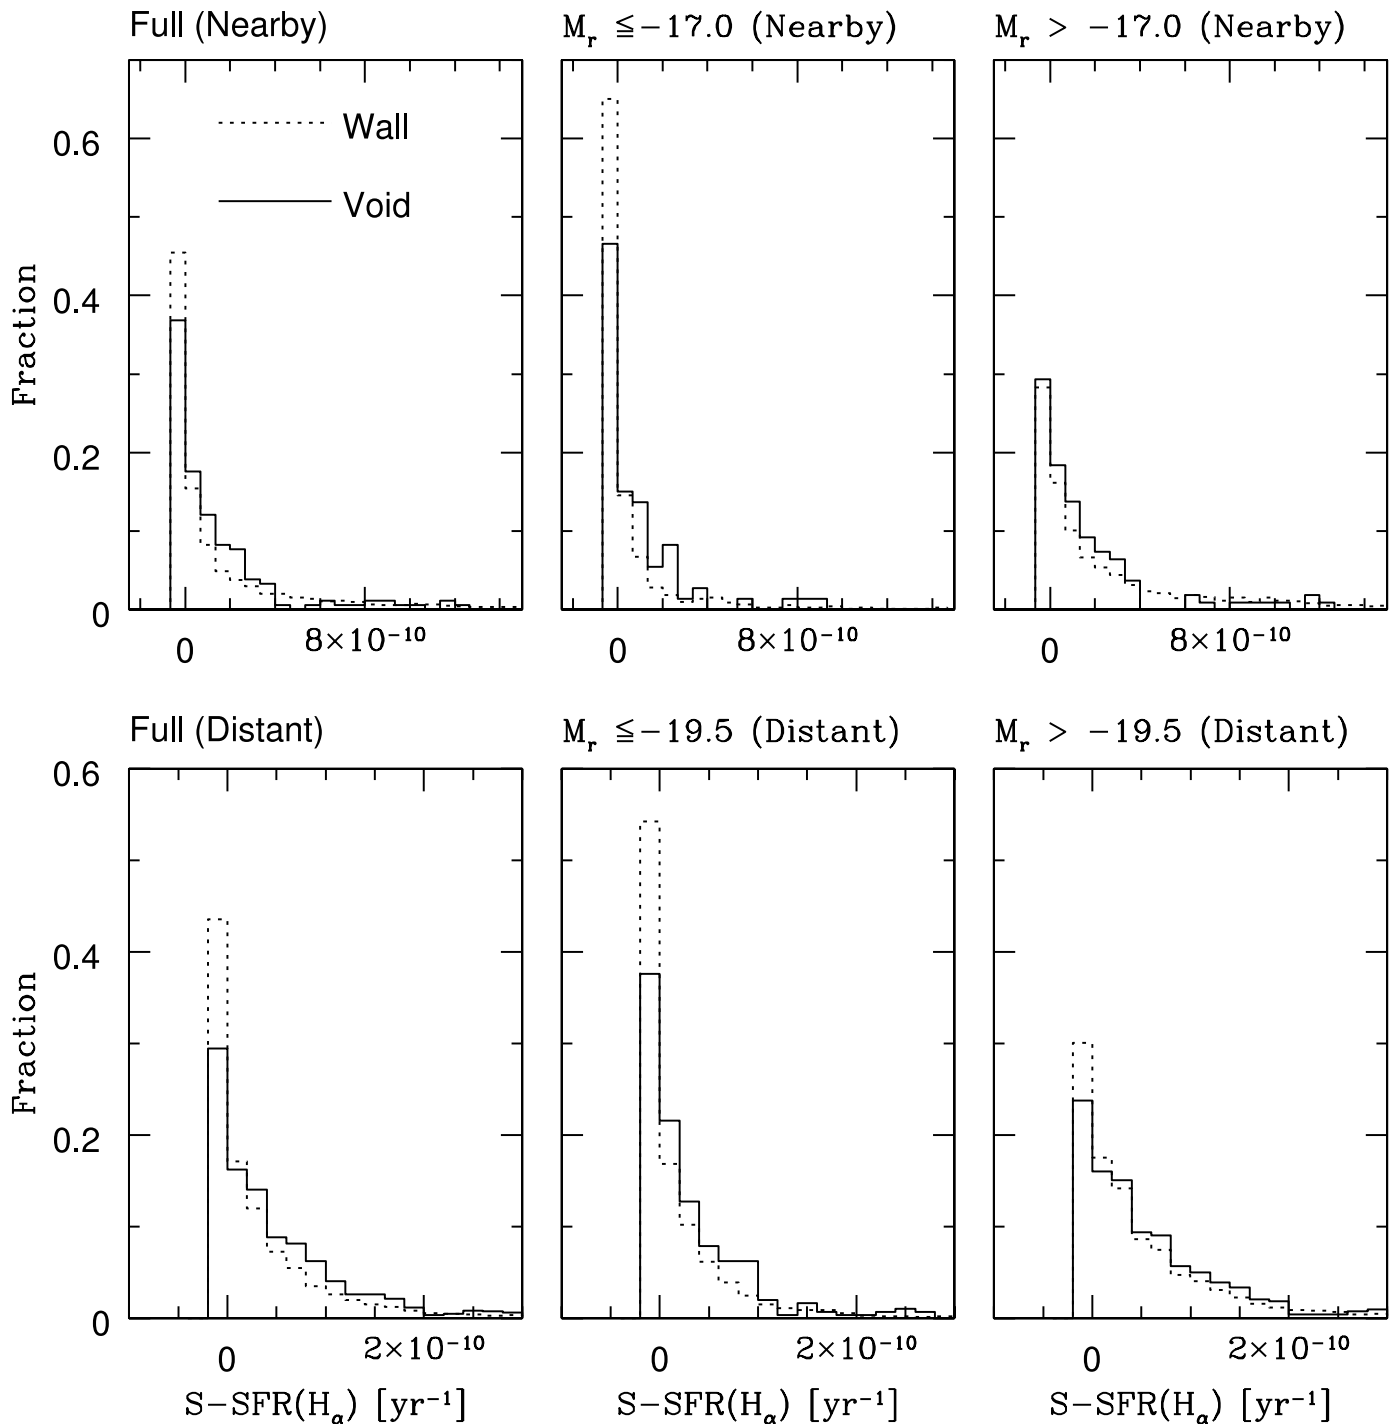 Full (Nearby)
M_r ≦−17.0 (Nearby)
M_r > −17.0 (Nearby)
Wall
Void
Fraction
0.6
0.4
0.2
0
0
8×10⁻¹⁰
0
8×10⁻¹⁰
0
8×10⁻¹⁰
Full (Distant)
M_r ≦−19.5 (Distant)
M_r > −19.5 (Distant)
Fraction
0.6
0.4
0.2
0
0
2×10⁻¹⁰
0
2×10⁻¹⁰
0
2×10⁻¹⁰
S−SFR(H_α) [yr⁻¹]
S−SFR(H_α) [yr⁻¹]
S−SFR(H_α) [yr⁻¹]